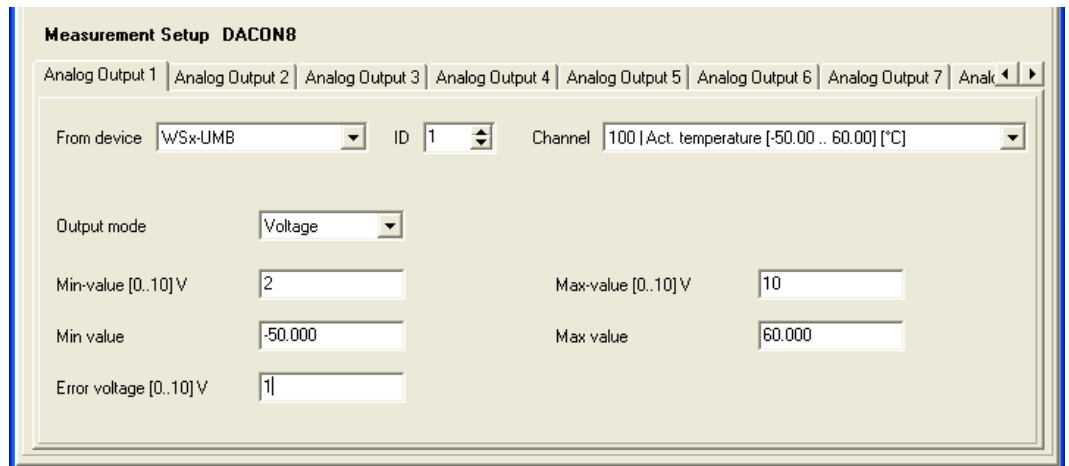 Measurement Setup DACON8
Analog Output 1 Analog Output 2 Analog Output 3 Analog Output 4 Analog Output 5 Analog Output 6 Analog Output 7
From device WSx-UMB ID 1 Channel 100 | Act. temperature [-50.00 .. 60.00] [°C]
Output mode Voltage
Min-value [0..10] V 2 Max-value [0..10] V 10
Min value -50.000 Max value 60.000
Error voltage [0..10] V 1